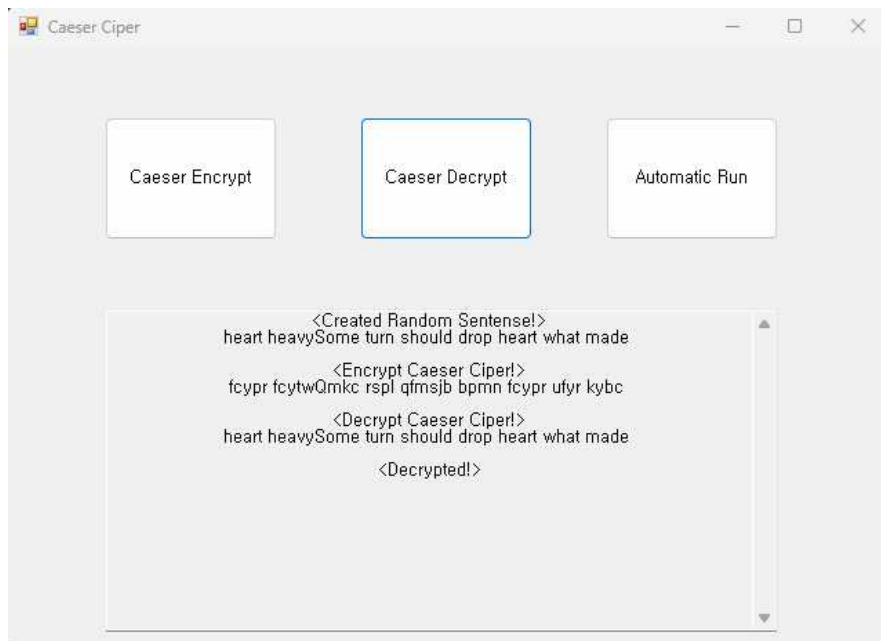 Caeser Ciper
Caeser Encrypt
Caeser Decrypt
Automatic Run
<Created Random Sentense!>
heart heavySome turn should drop heart what made
<Encrypt Caeser Ciper!>
fcypr fcytwQmkc rspl qfmsjb bpmn fcypr ufyr kybc
<Decrypt Caeser Ciper!>
heart heavySome turn should drop heart what made
<Decrypted!>